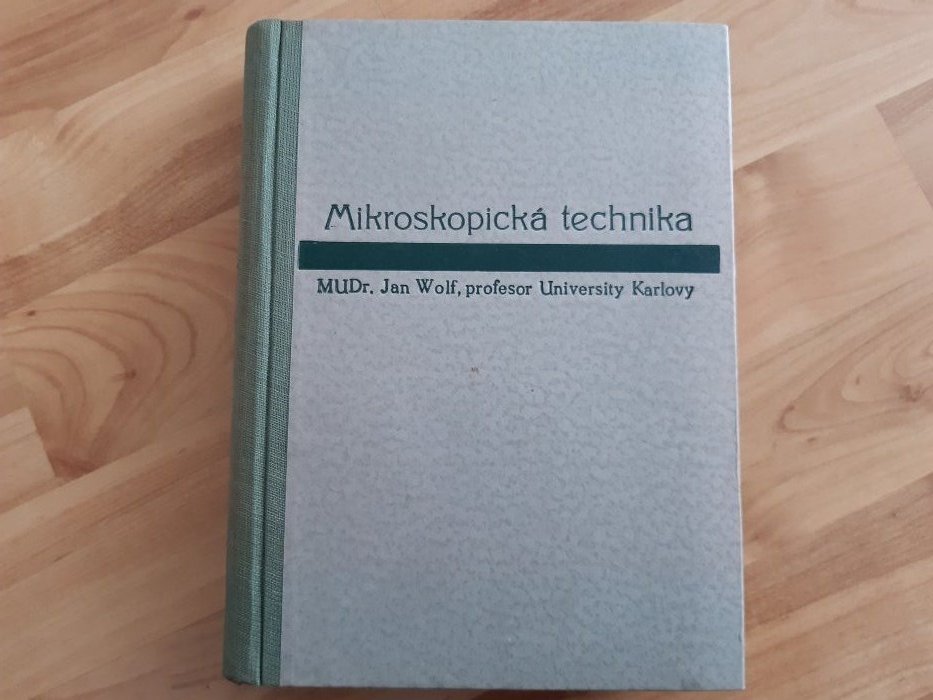 Mikroskopická technika
MUDr. Jan Wolf, profesor University Karlovy